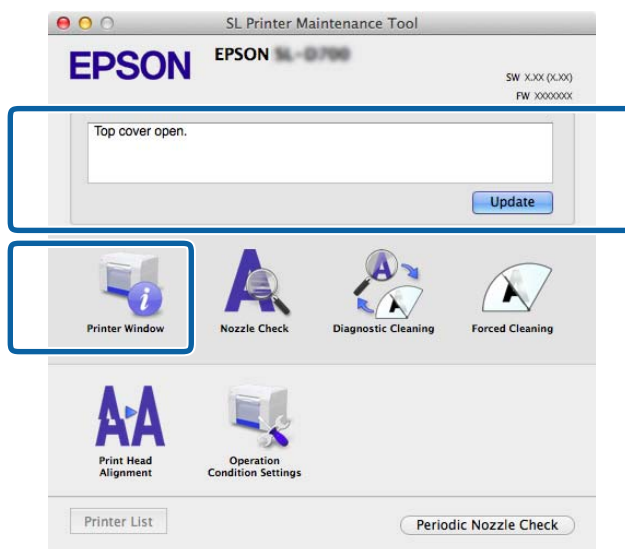 SL Printer Maintenance Tool
EPSON
EPSON
SW X.XX (X.XX)
FW XXXXXXX
Top cover open.
Update
Printer Window
Nozzle Check
Diagnostic Cleaning
Forced Cleaning
Print Head
Alignment
Operation
Condition Settings
Printer List
Periodic Nozzle Check